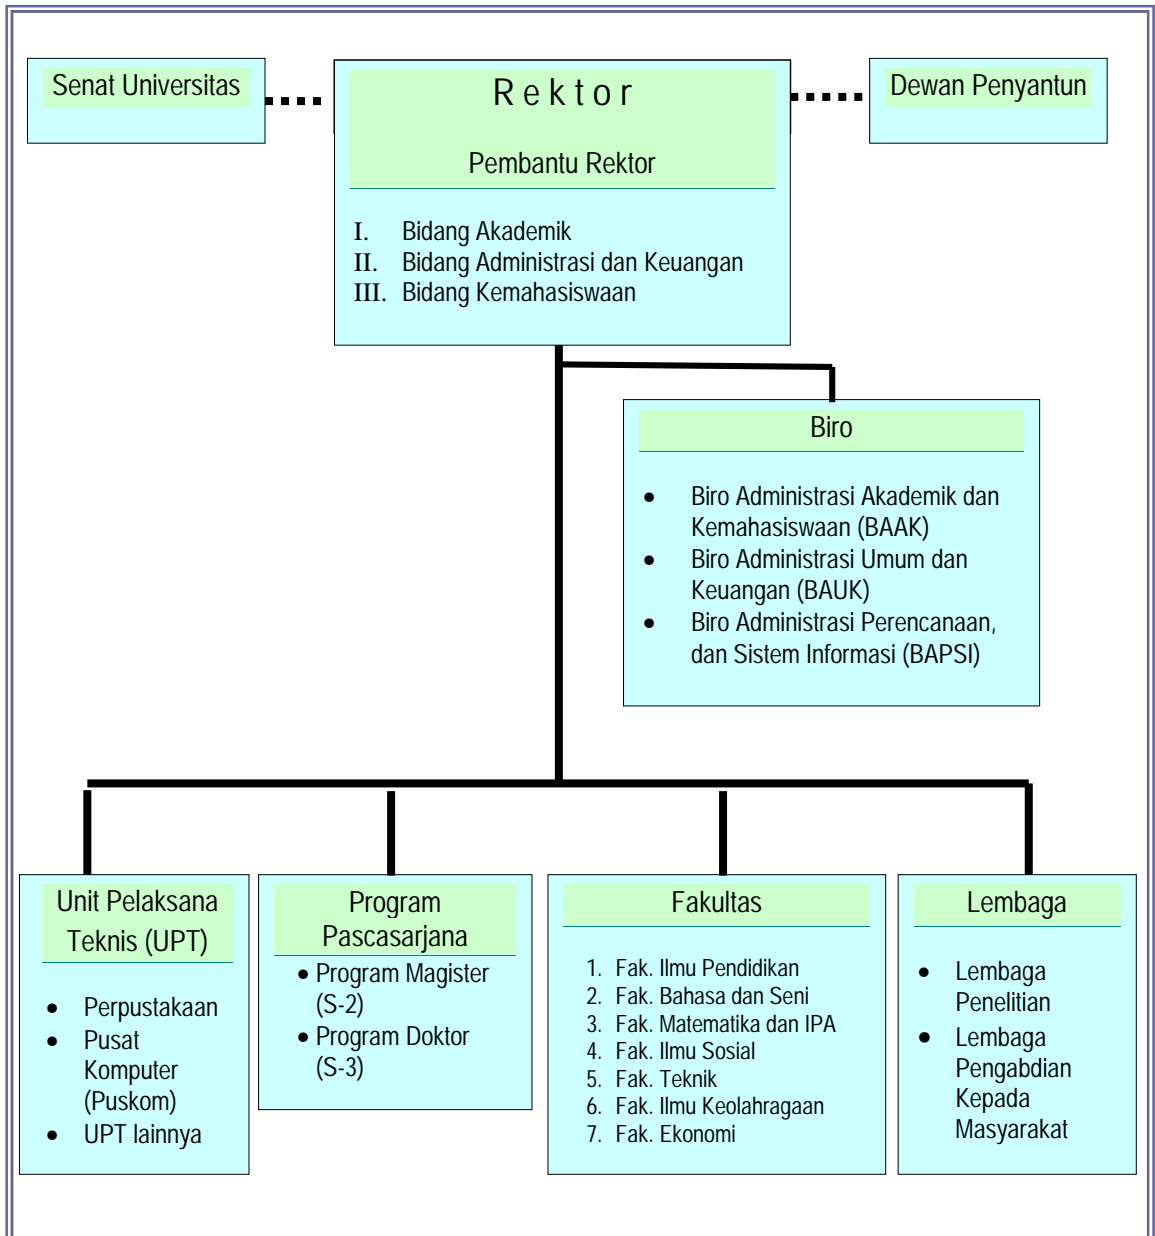 Senat Universitas
Rektor
Dewan Penyantun
Pembantu Rektor
I. Bidang Akademik
II. Bidang Administrasi dan Keuangan
III. Bidang Kemahasiswaan
Biro
• Biro Administrasi Akademik dan
Kemahasiswaan (BAAK)
• Biro Administrasi Umum dan
Keuangan (BAUK)
• Biro Administrasi Perencanaan,
dan Sistem Informasi (BAPSI)
Unit Pelaksana
Teknis (UPT)
• Perpustakaan
• Pusat
Komputer
(Puskom)
• UPT lainnya
Program
Pascasarjana
• Program Magister
(S-2)
• Program Doktor
(S-3)
Fakultas
1. Fak. Ilmu Pendidikan
2. Fak. Bahasa dan Seni
3. Fak. Matematika dan IPA
4. Fak. Ilmu Sosial
5. Fak. Teknik
6. Fak. Ilmu Keolahragaan
7. Fak. Ekonomi
Lembaga
• Lembaga
Penelitian
• Lembaga
Pengabdian
Kepada
Masyarakat